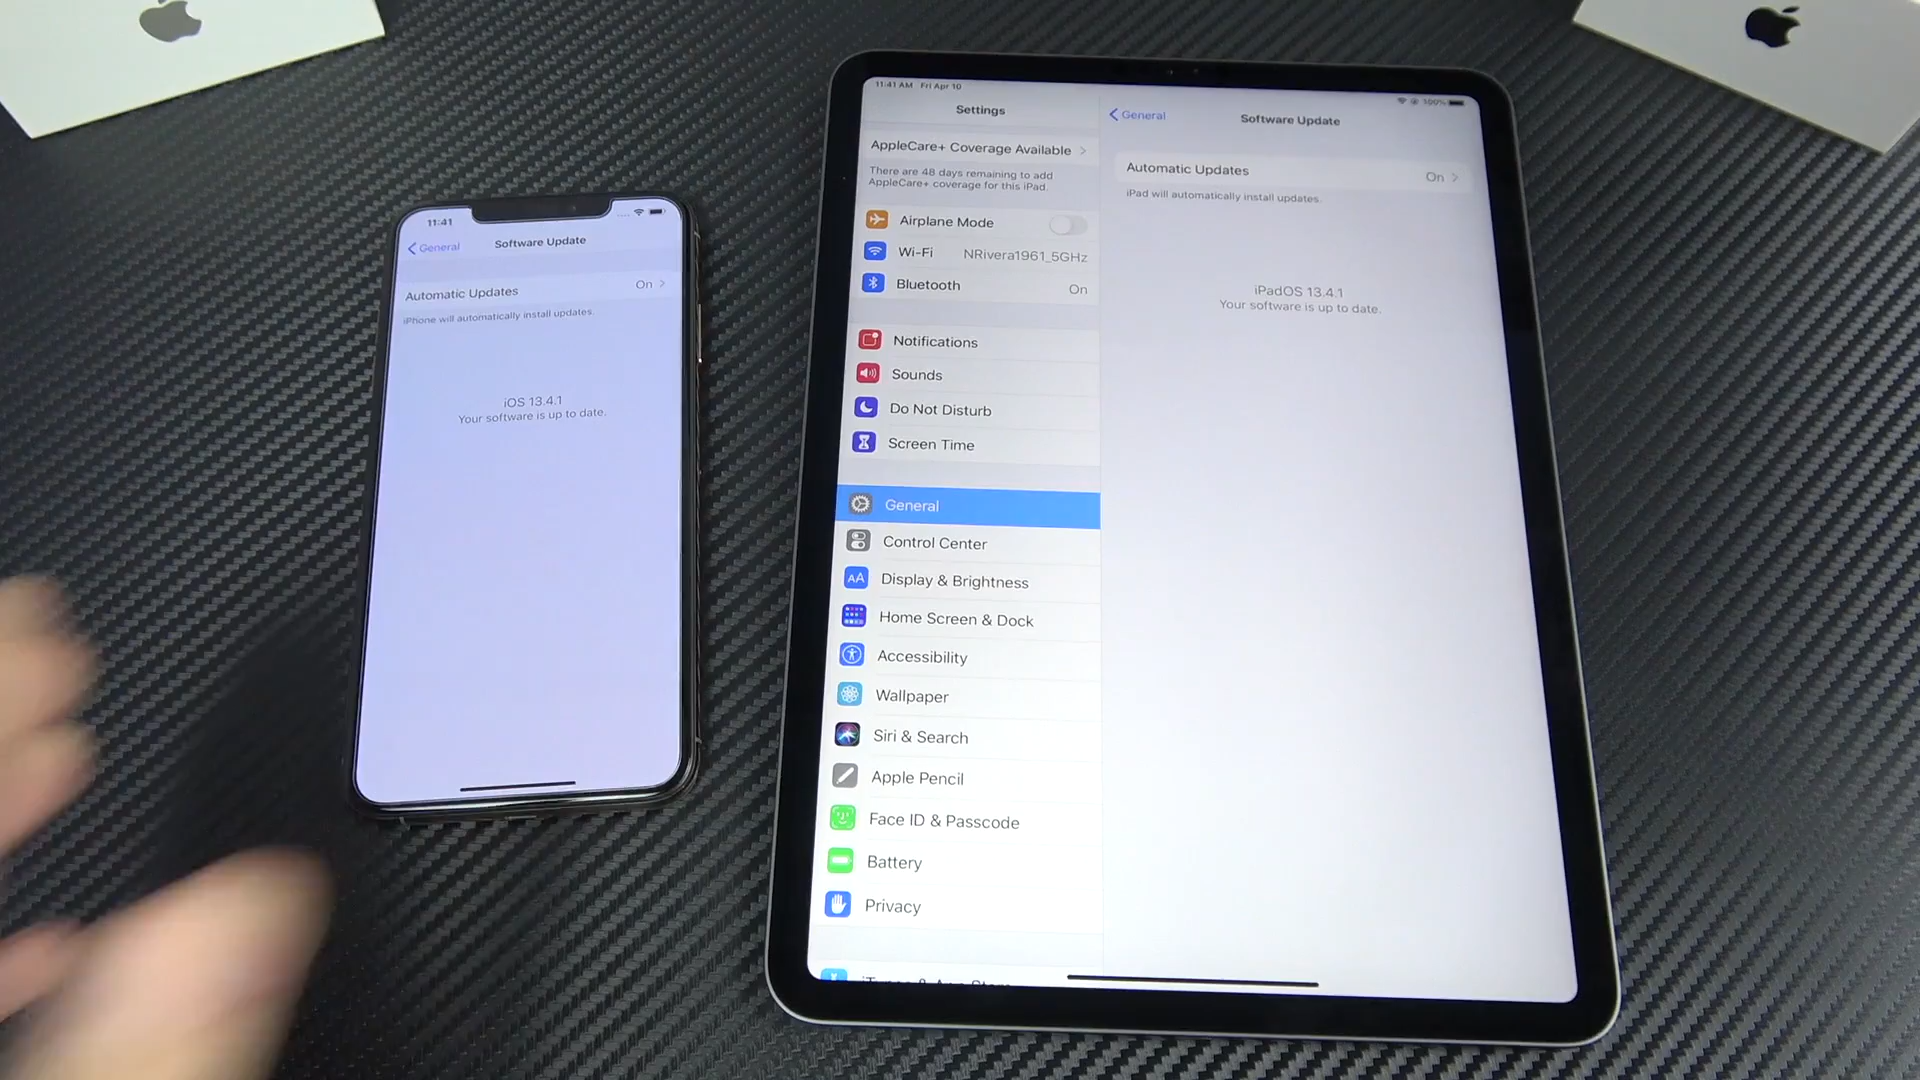 11:41
General
Software Update
Automatic Updates
On
iPhone will automatically install updates.
iOS 13.4.1
Your software is up to date.
11:41 AM Fri Apr 10
100%
Settings
AppleCare+ Coverage Available
There are 48 days remaining to add
AppleCare+ coverage for this iPad.
Airplane Mode
Wi-Fi NRivera1961_5GHz
Bluetooth On
Notifications
Sounds
Do Not Disturb
Screen Time
General
Control Center
AA
Display & Brightness
Home Screen & Dock
Accessibility
Wallpaper
Siri & Search
Apple Pencil
Face ID & Passcode
Battery
Privacy
iTunes & App Store
General
Software Update
Automatic Updates On
iPad will automatically install updates.
iPadOS 13.4.1
Your software is up to date.